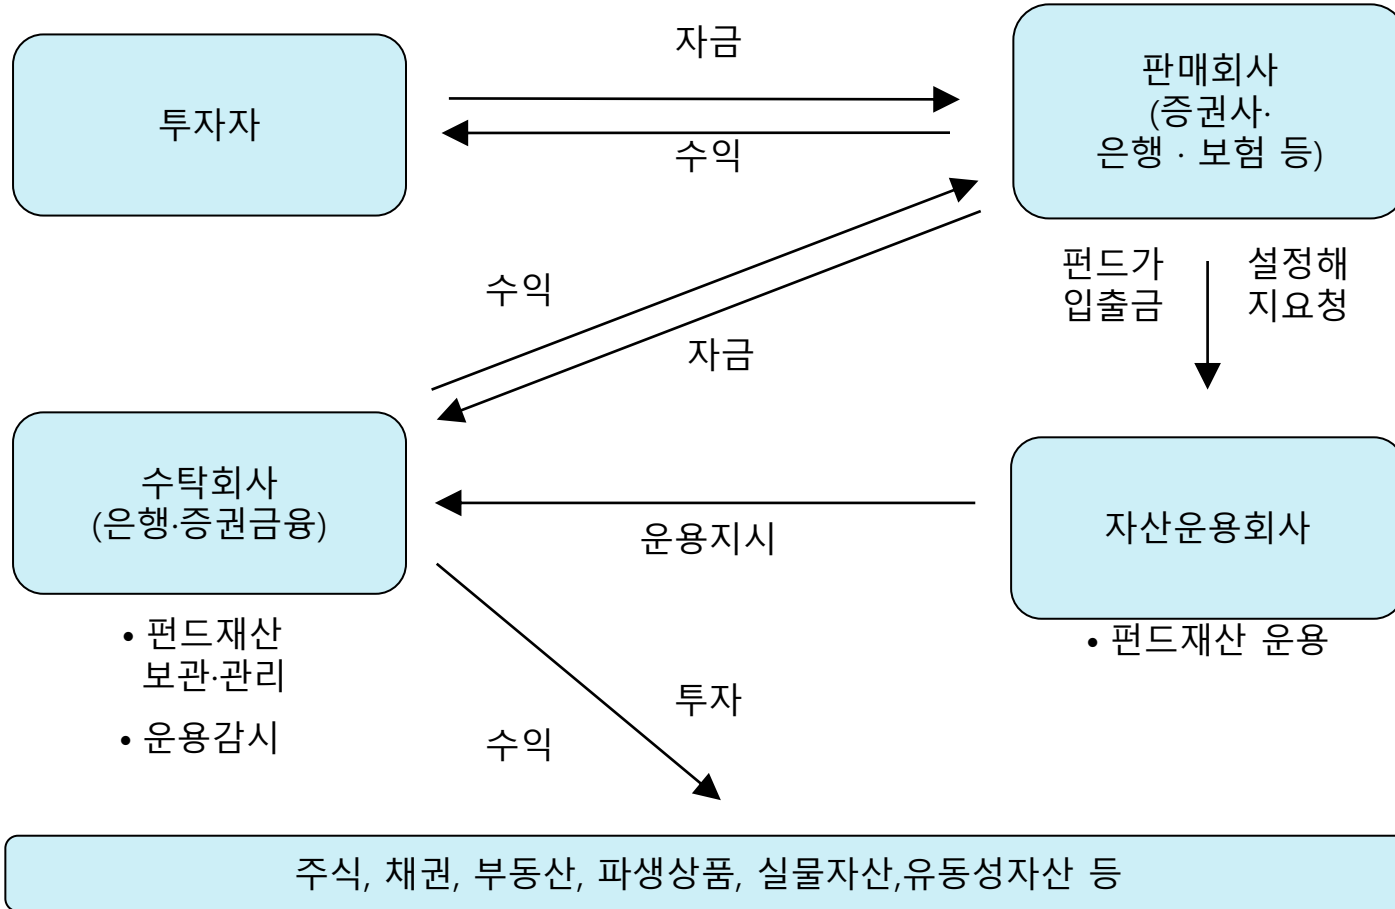 자금
투자자
판매회사
(증권사·
은행 · 보험 등)
수익
수익
자금
펀드가
입출금
설정해
지요청
수탁회사
(은행·증권금융)
운용지시
자산운용회사
• 펀드재산
보관·관리
• 운용감시
• 펀드재산 운용
투자
수익
주식, 채권, 부동산, 파생상품, 실물자산,유동성자산 등